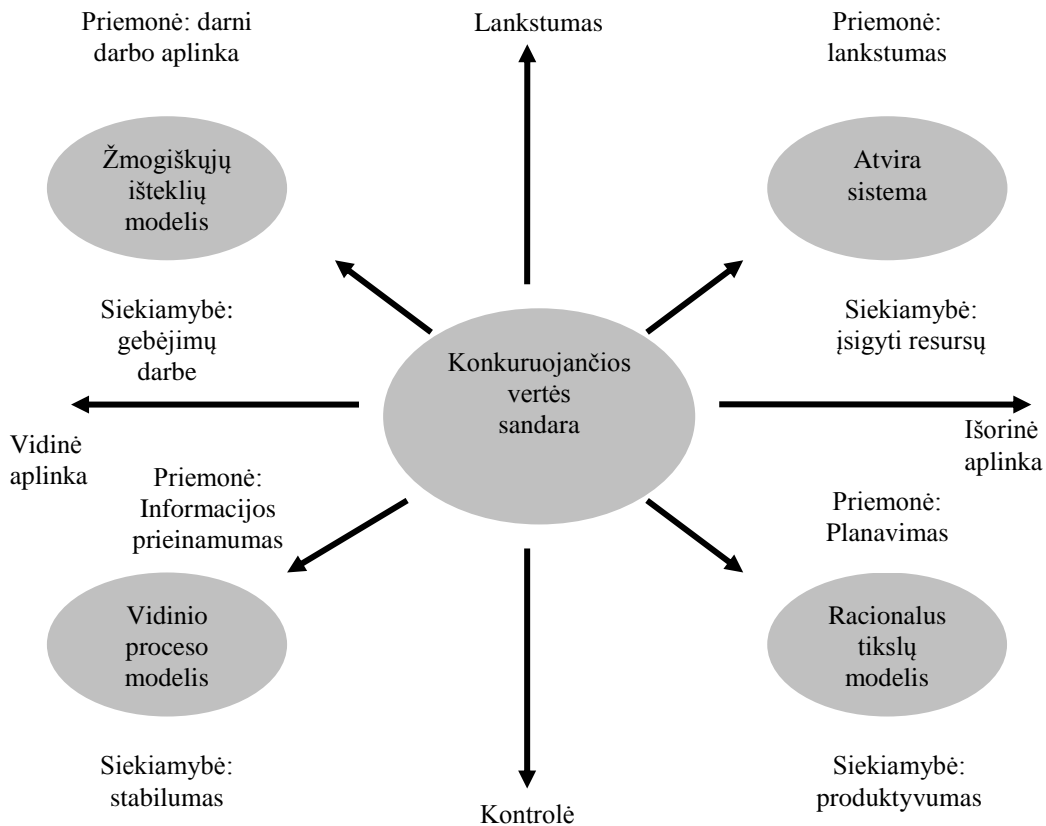 Priemonė: darni
darbo aplinka
Lankstumas
Priemonė:
lankstumas
Žmogiškųjų
išteklių
modelis
Atvira
sistema
Siekiamybė:
gebėjimų
darbe
Siekiamybė:
įsigyti resursų
Konkuruojančios
vertės
sandara
Vidinė
aplinka
Išorinė
aplinka
Priemonė:
Informacijos
prieinamumas
Priemonė:
Planavimas
Vidinio
proceso
modelis
Racionalus
tikslų
modelis
Siekiamybė:
stabilumas
Kontrolė
Siekiamybė:
produktyvumas